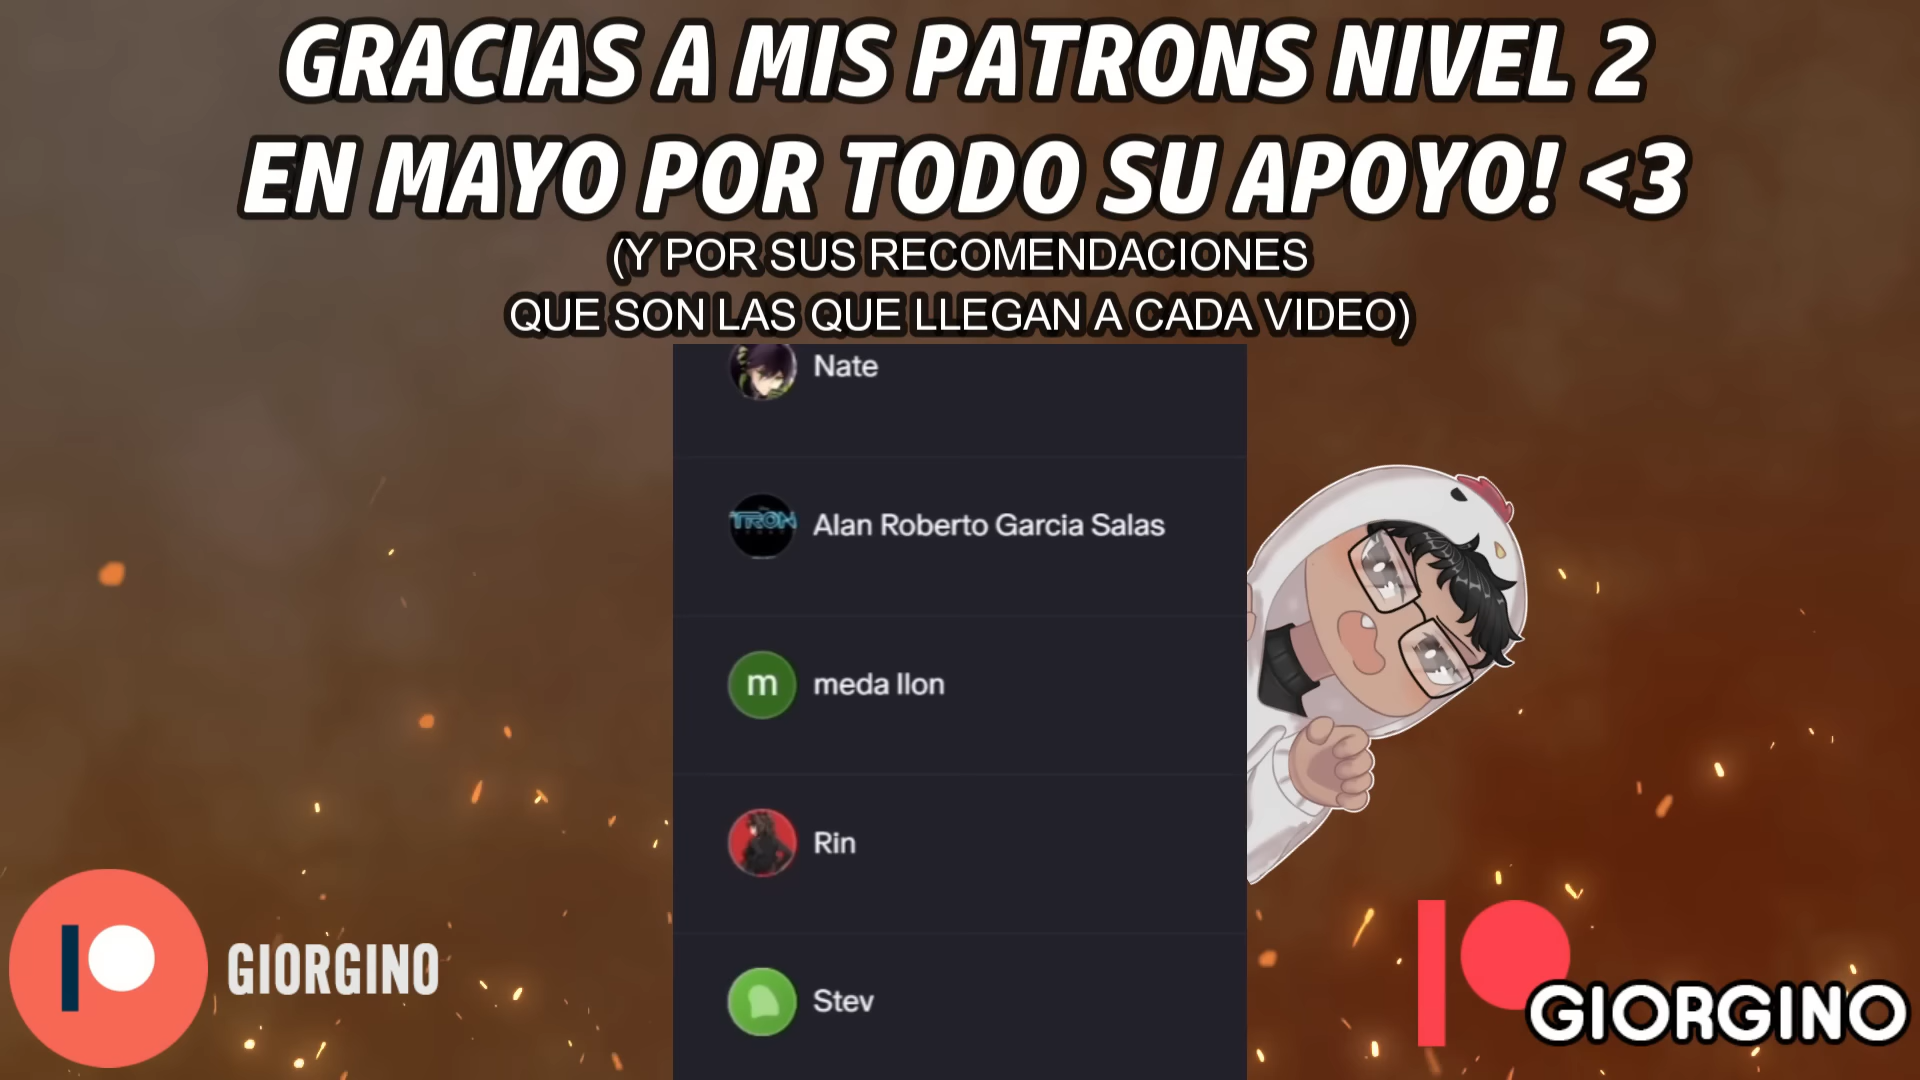 GRACIAS A MIS PATRONS NIVEL 2
EN MAYO POR TODO SU APOYO! <3
(Y POR SUS RECOMENDACIONES
QUE SON LAS QUE LLEGAN A CADA VIDEO)
Nate
TRON
Alan Roberto Garcia Salas
m
meda llon
Rin
Stev
GIORGINO
GIORGINO